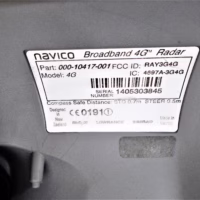 navico Broadband 4G™ Radar
Part: 000-10417-001 FCC ID: RAY3G4G
Model: 4G IC: 4697A-3G4G
SERIAL NUMBER 1405303845
Compass Safe Distance-
CE0191!